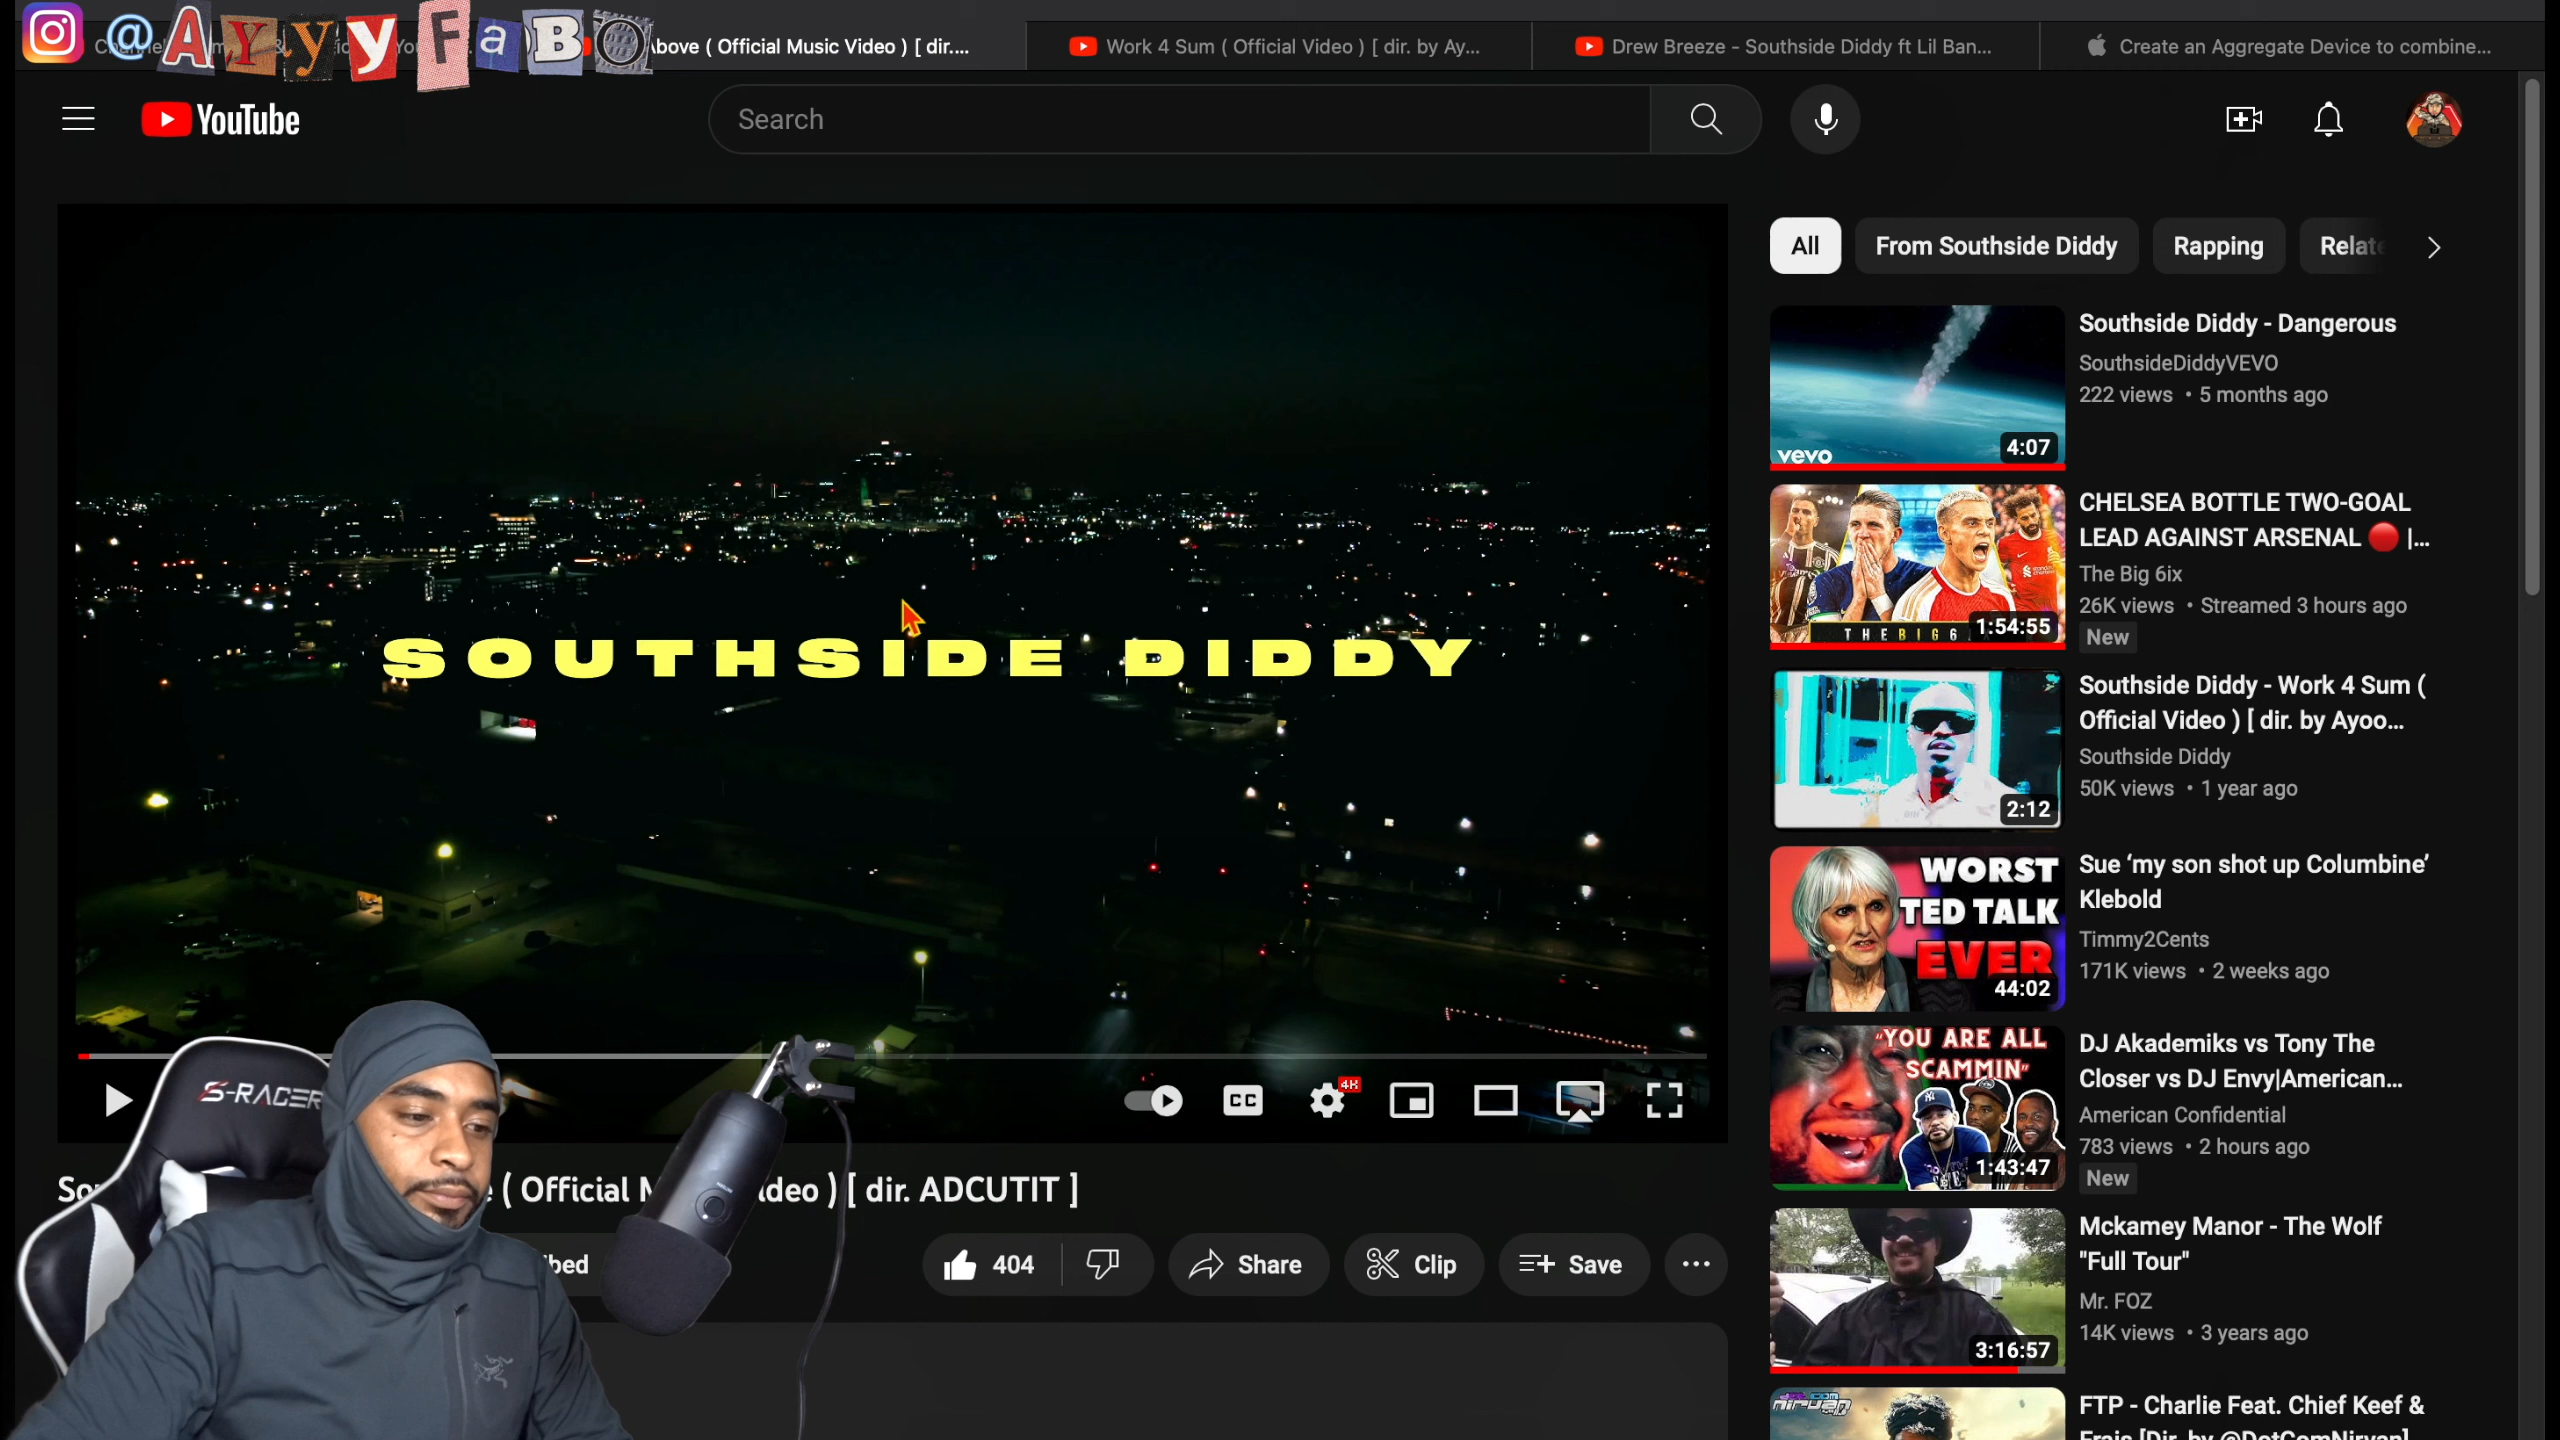 @AYyyFaBO
bove ( Official Music Video ) [ dir....
Work 4 Sum ( Official Video ) [ dir. by Ay...
Drew Breeze - Southside Diddy ft Lil Ban...
Create an Aggregate Device to combine...
YouTube
Search
All
From Southside Diddy
Rapping
Relate
SOUTHSIDE DIDDY
S-RACER
CC
4K
( Official M
deo ) [ dir. ADCUTIT ]
bed
404
Share
Clip
Save
vevo
4:07
Southside Diddy - Dangerous
SouthsideDiddyVEVO
222 views • 5 months ago
THE BIG 6
1:54:55
CHELSEA BOTTLE TWO-GOAL
LEAD AGAINST ARSENAL 🔴 |...
The Big 6ix
26K views • Streamed 3 hours ago
New
2:12
Southside Diddy - Work 4 Sum (
Official Video ) [ dir. by Ayoo...
Southside Diddy
50K views • 1 year ago
WORST
TED TALK
EVER
44:02
Sue ‘my son shot up Columbine’
Klebold
Timmy2Cents
171K views • 2 weeks ago
"YOU ARE ALL
SCAMMIN"
1:43:47
DJ Akademiks vs Tony The
Closer vs DJ Envy|American...
American Confidential
783 views • 2 hours ago
New
3:16:57
Mckamey Manor - The Wolf
"Full Tour"
Mr. FOZ
14K views • 3 years ago
FTP - Charlie Feat. Chief Keef &
Frais [Dir. by @DotComNirvan]